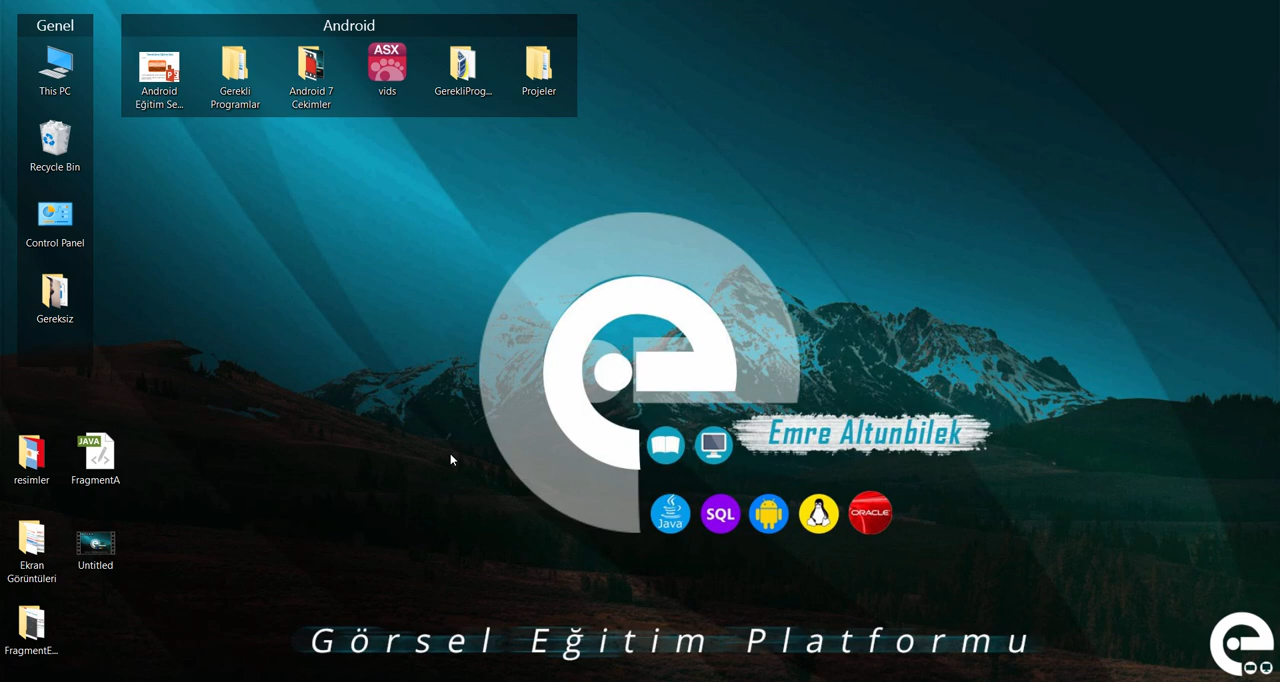 Genel
Android
This PC
Android
Eğitim Se...
Gerekli
Programlar
Android 7
Cekimler
ASX
vids
GerekliProg...
Projeler
Recycle Bin
Control Panel
Gereksiz
Emre Altunbilek
resimler
JAVA
FragmentA
Java
SQL
ORACLE
Ekran
Görüntüleri
Untitled
FragmentE...
Görsel Eğitim Platformu